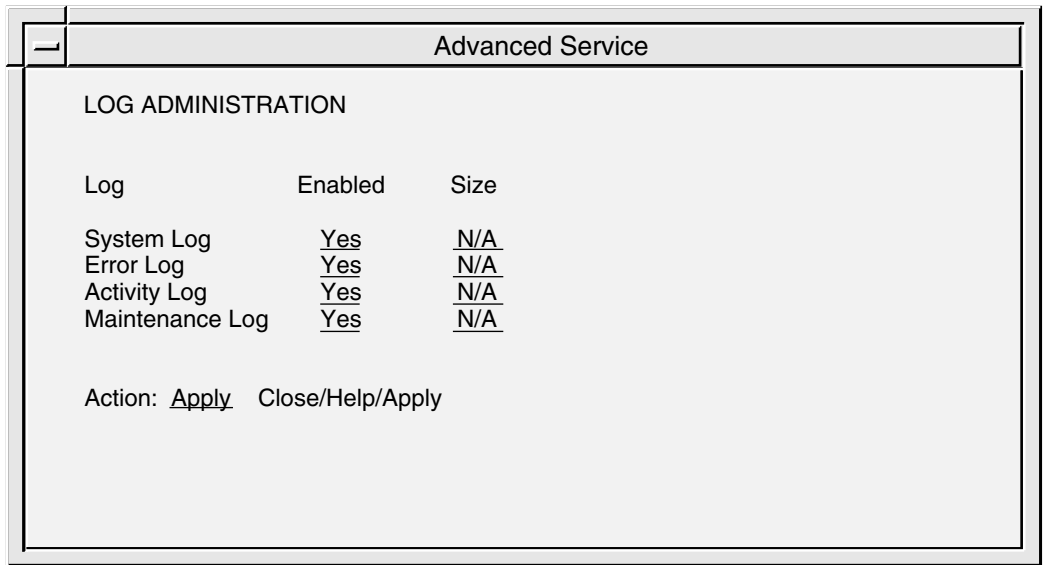 Advanced Service
LOG ADMINISTRATION
Log Enabled Size
System Log Yes N/A
Error Log Yes N/A
Activity Log Yes N/A
Maintenance Log Yes N/A
Action: Apply Close/Help/Apply